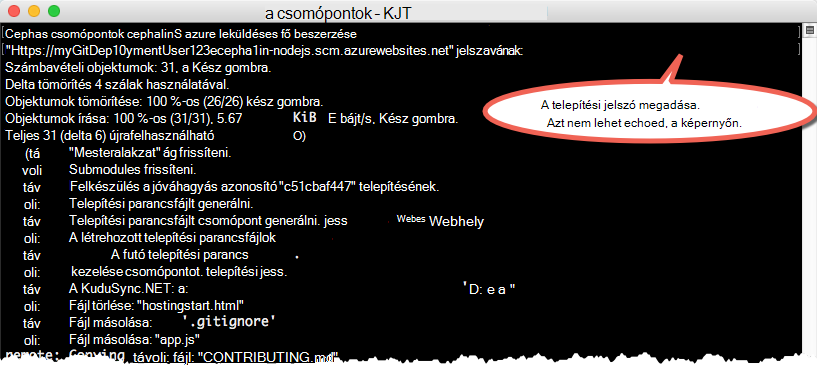 a csomópontok - KJT
Cephas csomópontok cephalinS azure leküldéses fő beszerzése
"Https://myGitDep10ymentUser123ecepha1in-nodejs.scm.azurewebsites.net" jelszavának:
Számbavételi objektumok: 31, a Kész gombra.
Delta tömörítés 4 szálak használatával.
Objektumok tömörítése: 100 %-os (26/26) kész gombra.
Objektumok írása: 100 %-os (31/31), 5.67 KiB E bájt/s, Kész gombra.
Teljes 31 (delta 6) újrafelhasználható O)
A telepítési jelszó megadása.
Azt nem lehet echoed, a képernyőn.
(tá "Mesteralakzat" ág frissíteni.
voli Submodules frissíteni.
táv Felkészülés a jóváhagyás azonosító "c51cbaf447" telepítésének.
oli: Telepítési parancsfájlt generálni.
táv Telepítési parancsfájlt csomópont generálni. jess Webes Webhely
oli: A létrehozott telepítési parancsfájlok
táv A futó telepítési parancs .
oli: kezelése csomópontot. telepítési jess.
táv A KuduSync.NET: a: 'D: e a "
oli: Fájl törlése: "hostingstart.html"
táv Fájl másolása: '.gitignore'
oli: Fájl másolása: "app.js"
remote: Copying távoli: fájl: "CONTRIBUTING.md"